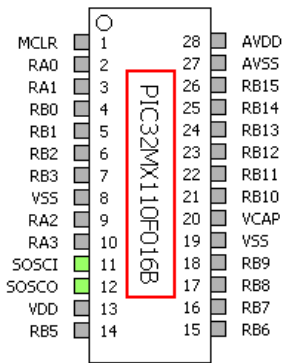 MCLR 1 28 AVDD
RA0 2 27 AVSS
RA1 3 26 RB15
RB0 4 25 RB14
RB1 5 24 RB13
RB2 6 23 RB12
RB3 7 22 RB11
VSS 8 21 RB10
RA2 9 20 VCAP
RA3 10 19 VSS
SOSCI 11 18 RB9
SOSCO 12 17 RB8
VDD 13 16 RB7
RB5 14 15 RB6
PIC32MX110F016B